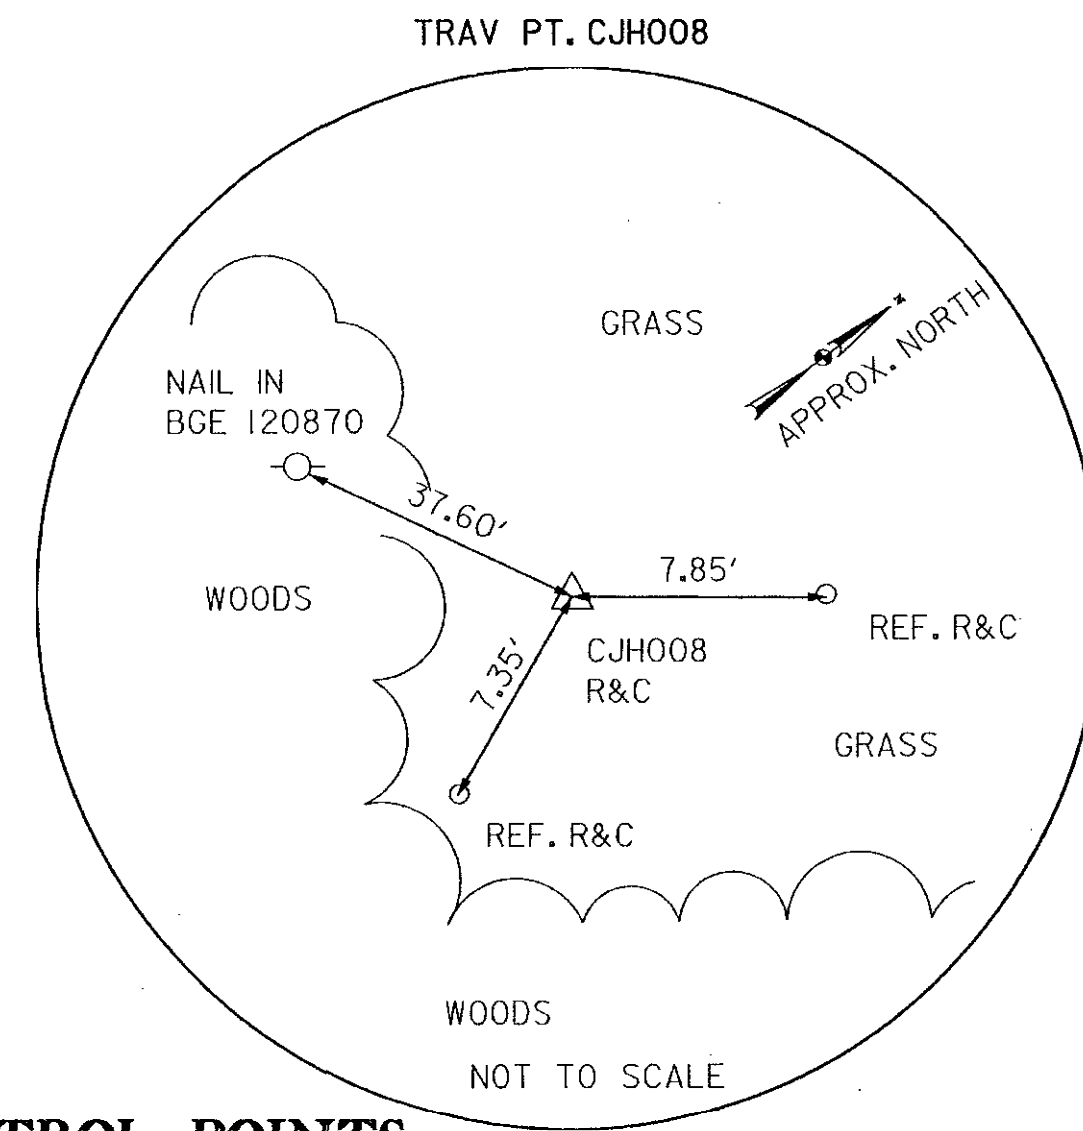 TRAV PT. CJH008
GRASS
APPROX. NORTH
NAIL IN
BGE 120870
37.60'
WOODS
7.85'
REF. R&C
CJH008
R&C
7.35'
GRASS
REF. R&C
WOODS
NOT TO SCALE
POINTS